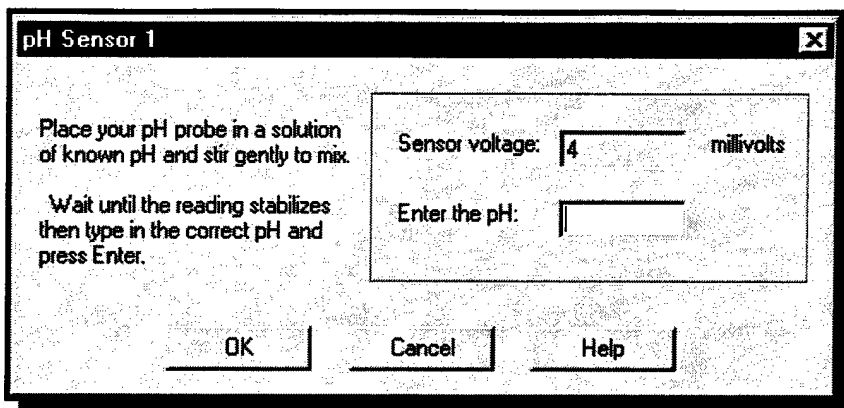 pH Sensor 1
Place your pH probe in a solution
of known pH and stir gently to mix.
Wait until the reading stabilizes
then type in the correct pH and
press Enter.
Sensor voltage: 4 millivolts
Enter the pH:
OK Cancel Help